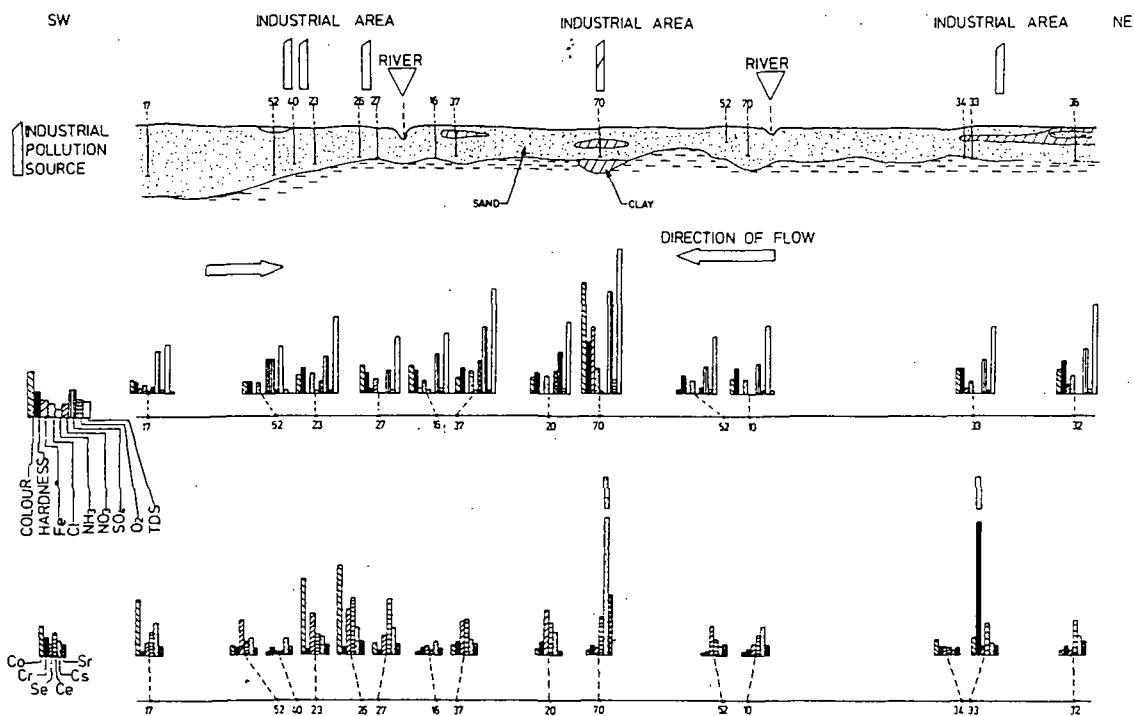 SW INDUSTRIAL AREA INDUSTRIAL AREA INDUSTRIAL AREA NE
RIVER RIVER
17 52 40 23 26 27 16 37 70 52 70 34 33 36
INDUSTRIAL
POLLUTION
SOURCE
SAND CLAY
DIRECTION OF FLOW
17 52 23 27 16 37 20 70 52 10 33 32
COLOUR
HARDNESS
Fe
Cl
NH3
NO3
SO4
O2
TDS
Co Sr
Cr Cs
Se Ce
17 52 40 23 26 27 16 37 20 70 52 10 34 33 32